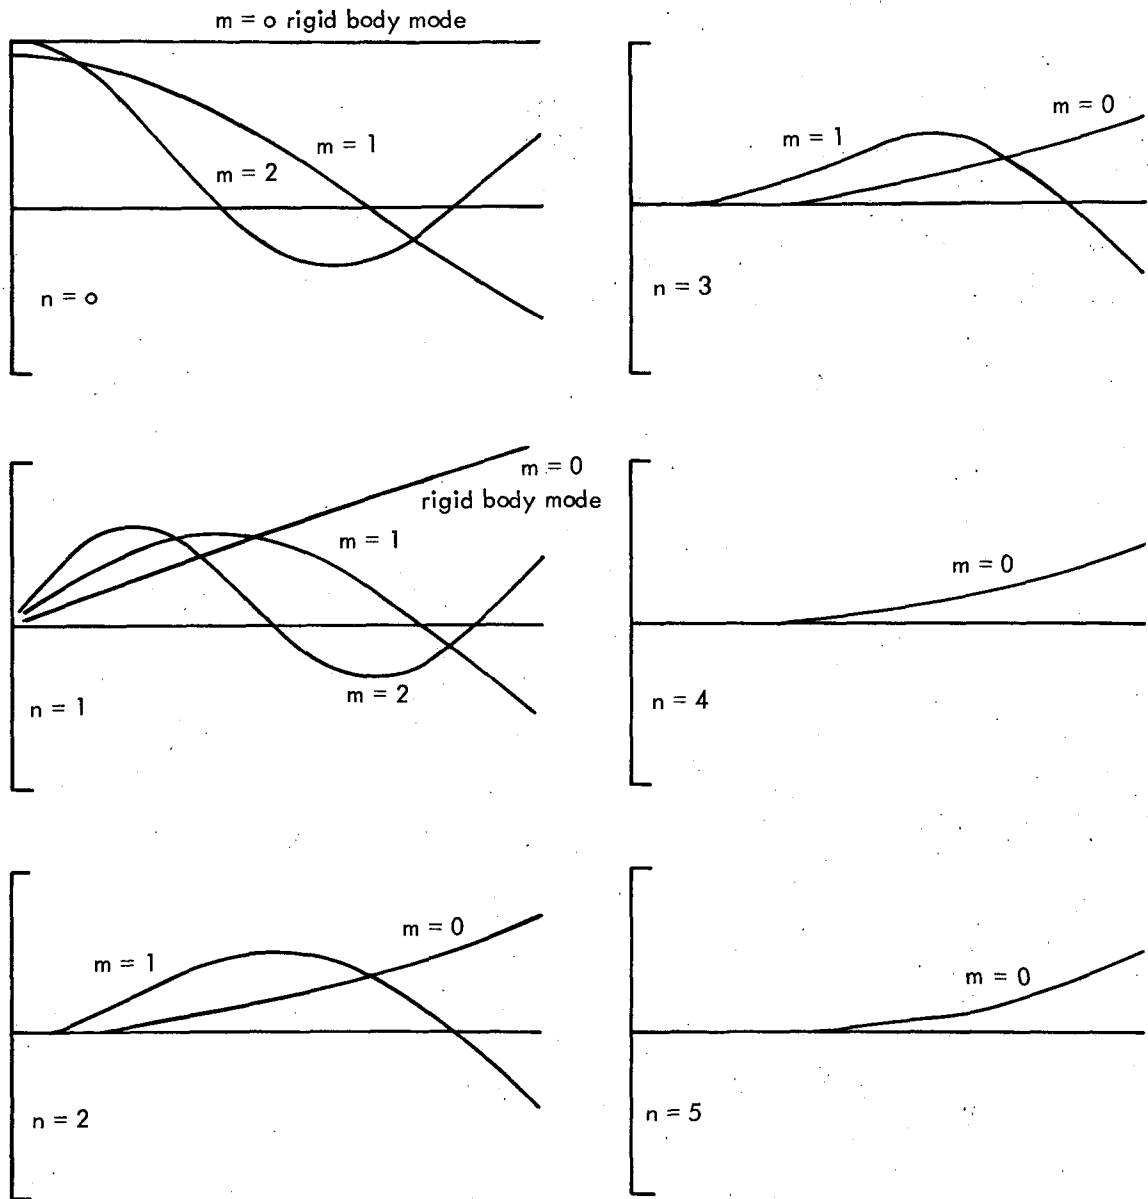 m = o rigid body mode
m = 1
m = 2
n = o
m = 0
rigid body mode
m = 1
m = 2
n = 1
m = 0
m = 1
n = 2
m = 0
m = 1
n = 3
m = 0
n = 4
m = 0
n = 5